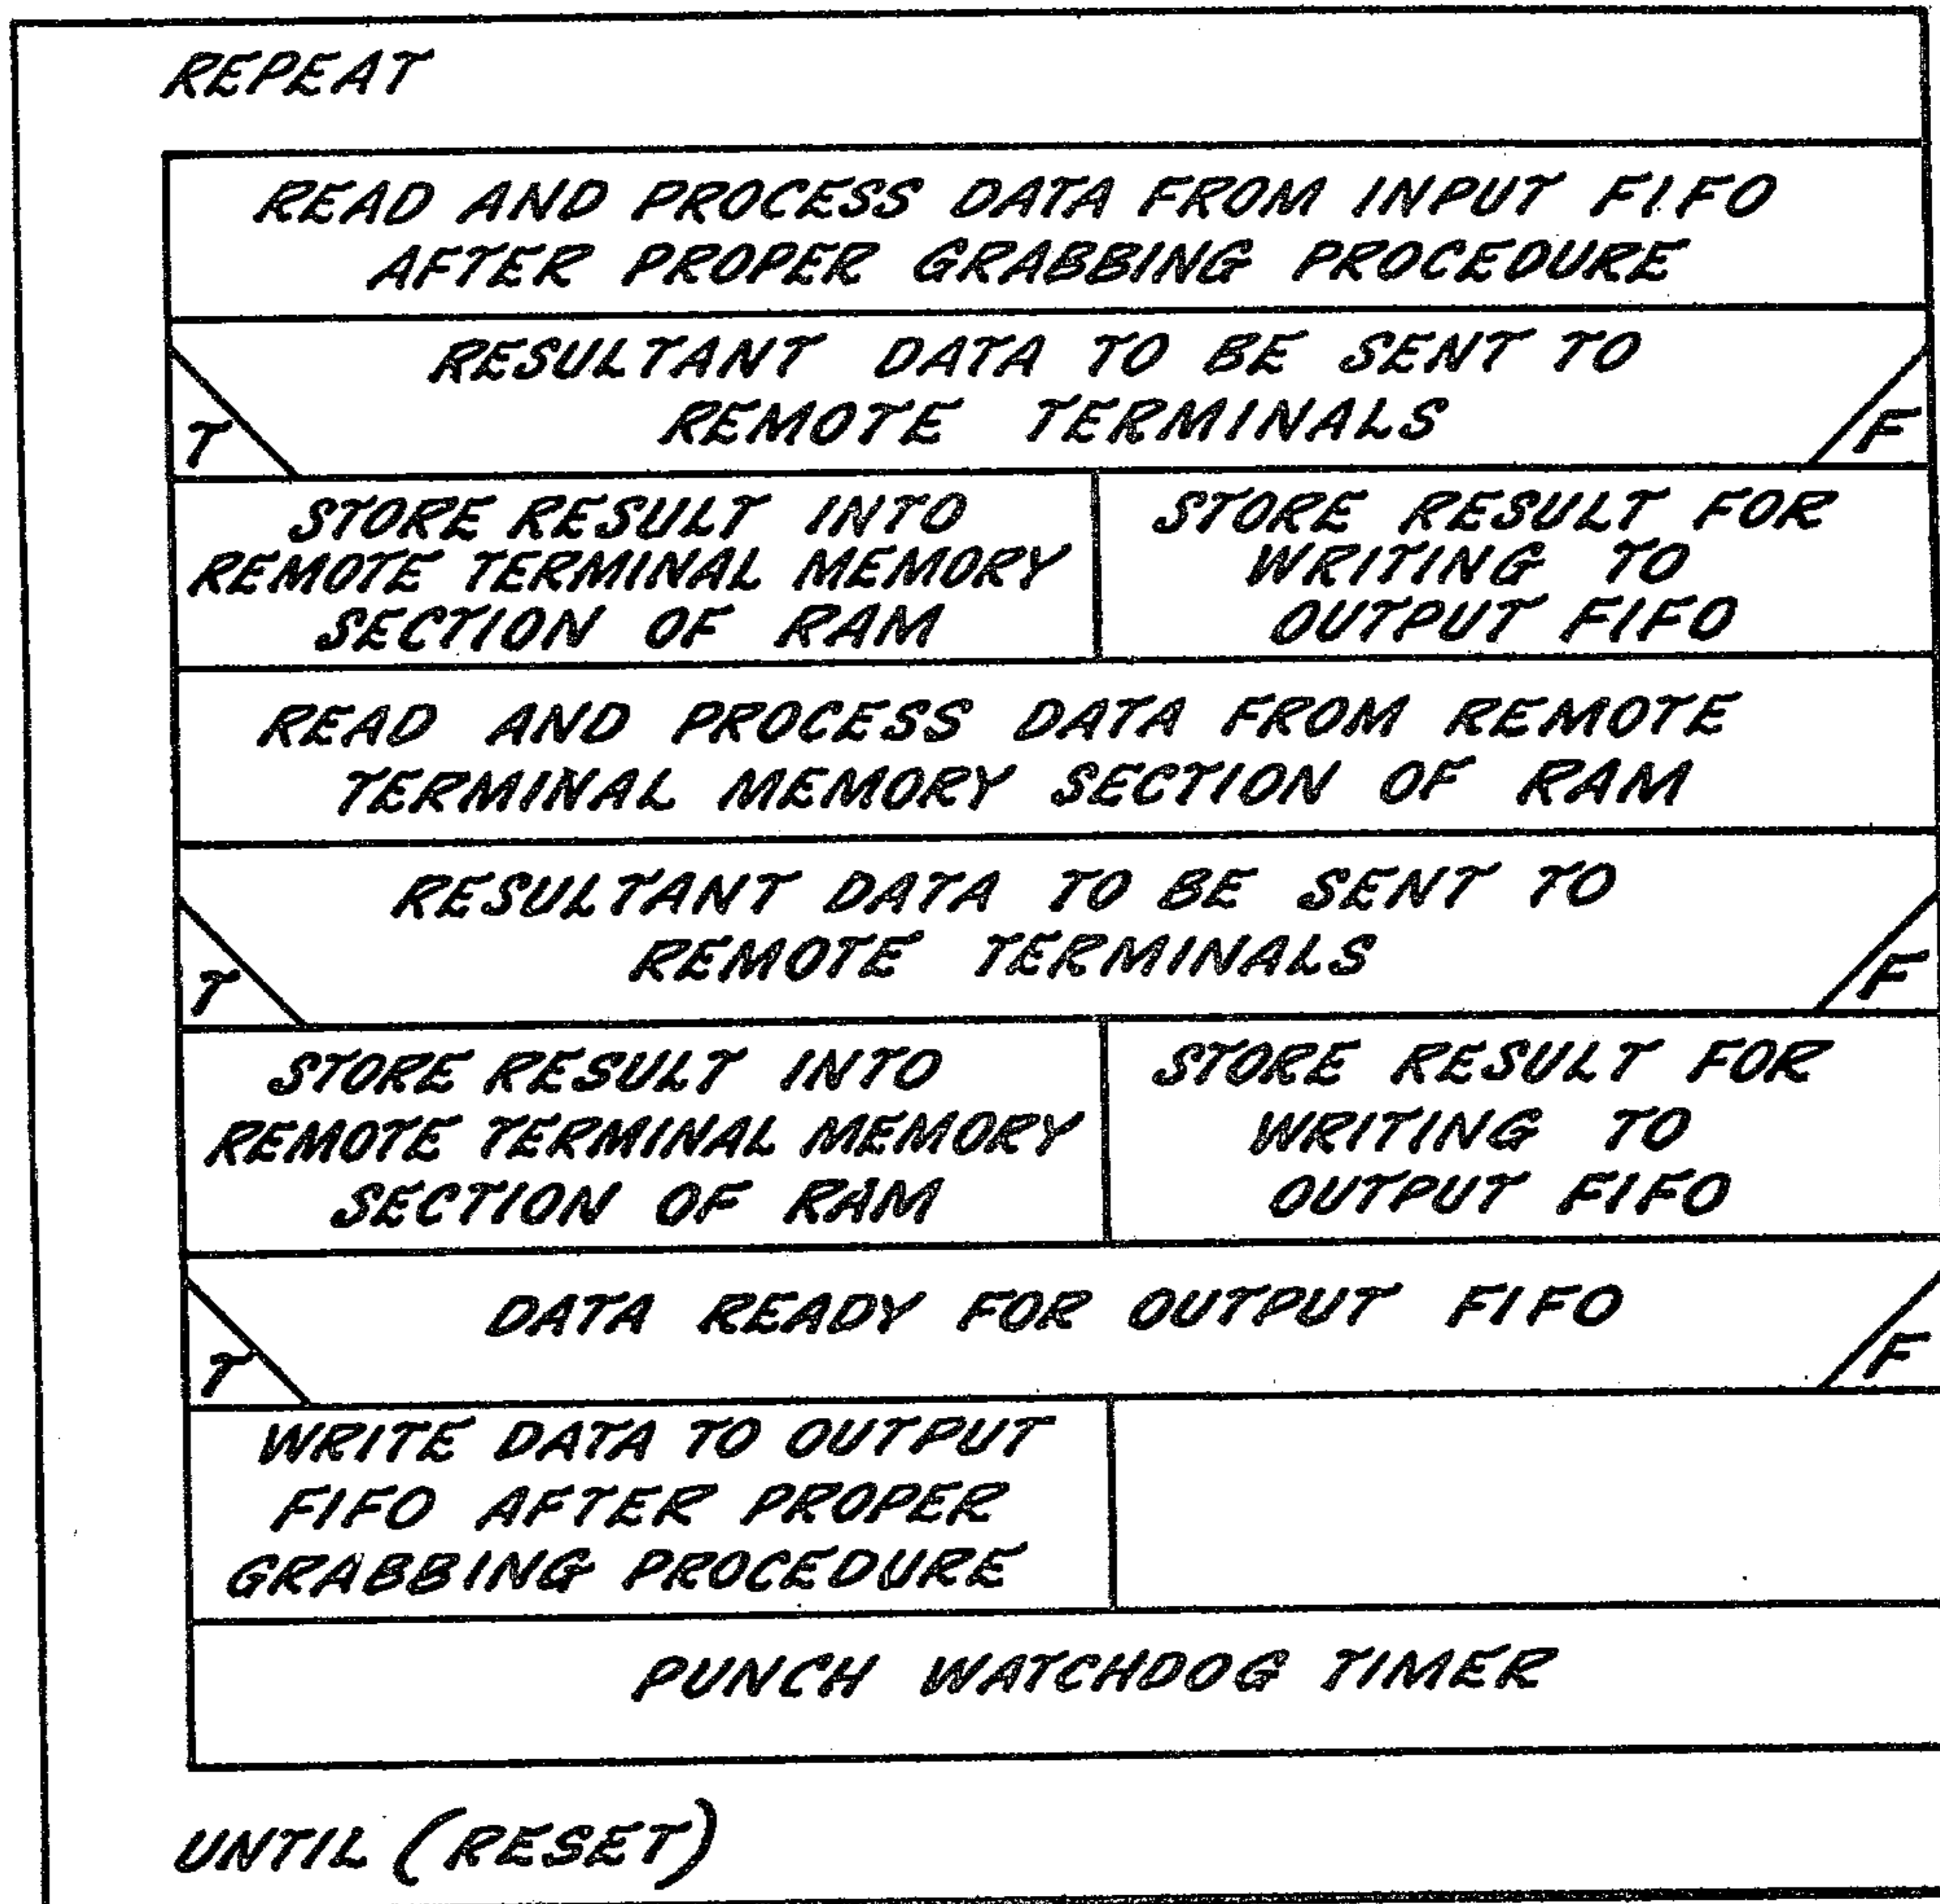 REPEAT
READ AND PROCESS DATA FROM INPUT FIFO
AFTER PROPER GRABBING PROCEDURE
RESULTANT DATA TO BE SENT TO
REMOTE TERMINALS
T
F
STORE RESULT INTO
REMOTE TERMINAL MEMORY
SECTION OF RAM
STORE RESULT FOR
WRITING TO
OUTPUT FIFO
READ AND PROCESS DATA FROM REMOTE
TERMINAL MEMORY SECTION OF RAM
RESULTANT DATA TO BE SENT TO
REMOTE TERMINALS
T
F
STORE RESULT INTO
REMOTE TERMINAL MEMORY
SECTION OF RAM
STORE RESULT FOR
WRITING TO
OUTPUT FIFO
DATA READY FOR OUTPUT FIFO
T
F
WRITE DATA TO OUTPUT
FIFO AFTER PROPER
GRABBING PROCEDURE
PUNCH WATCHDOG TIMER
UNTIL (RESET)